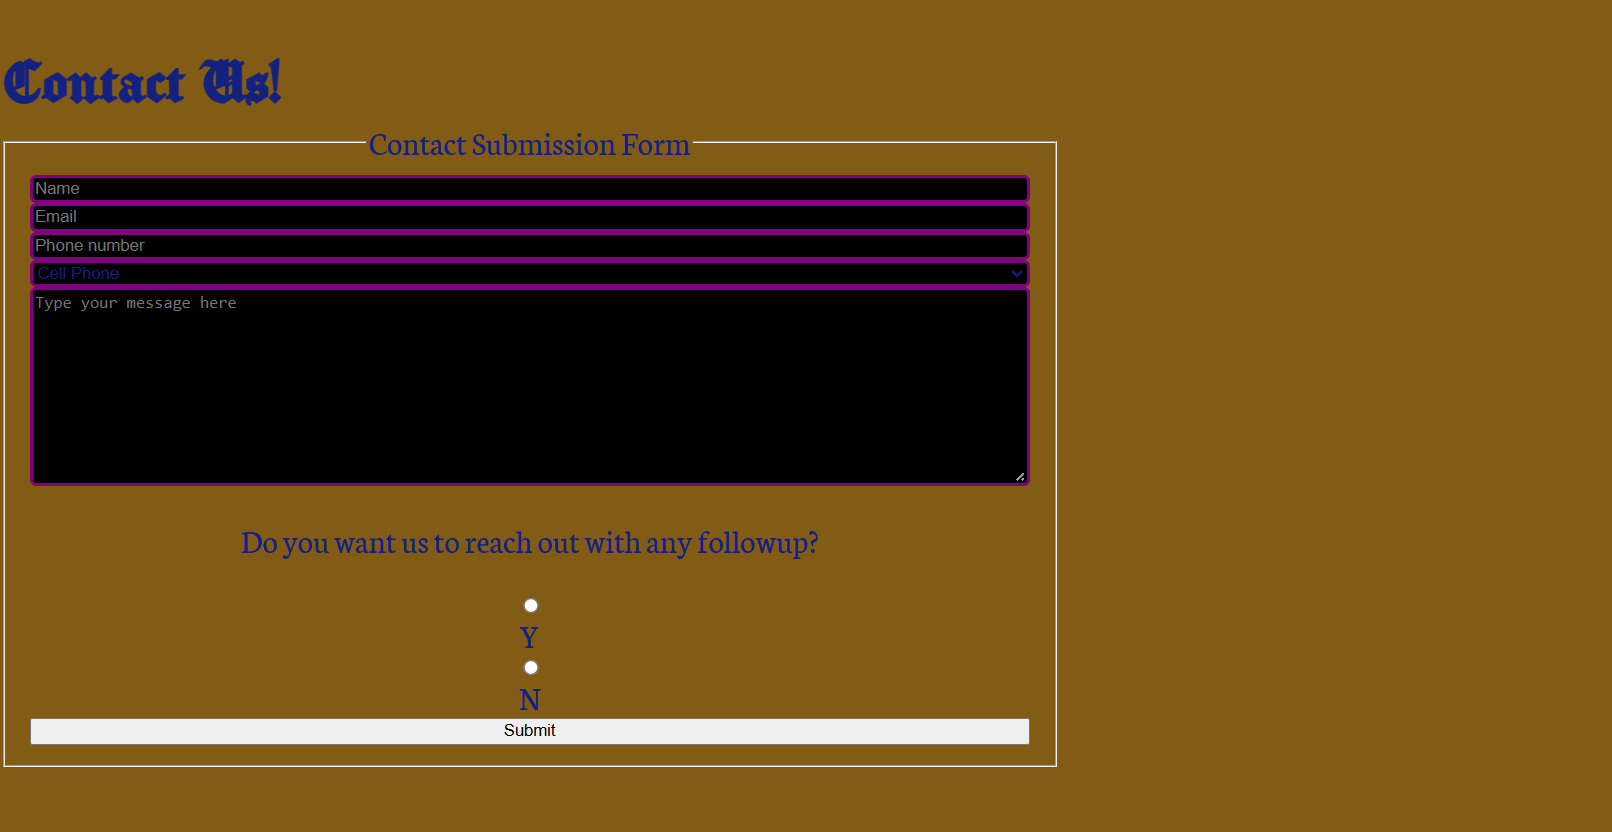 Contact Us!
Contact Submission Form
Name
Email
Phone number
Cell Phone
Type your message here
Do you want us to reach out with any followup?
Y
N
Submit